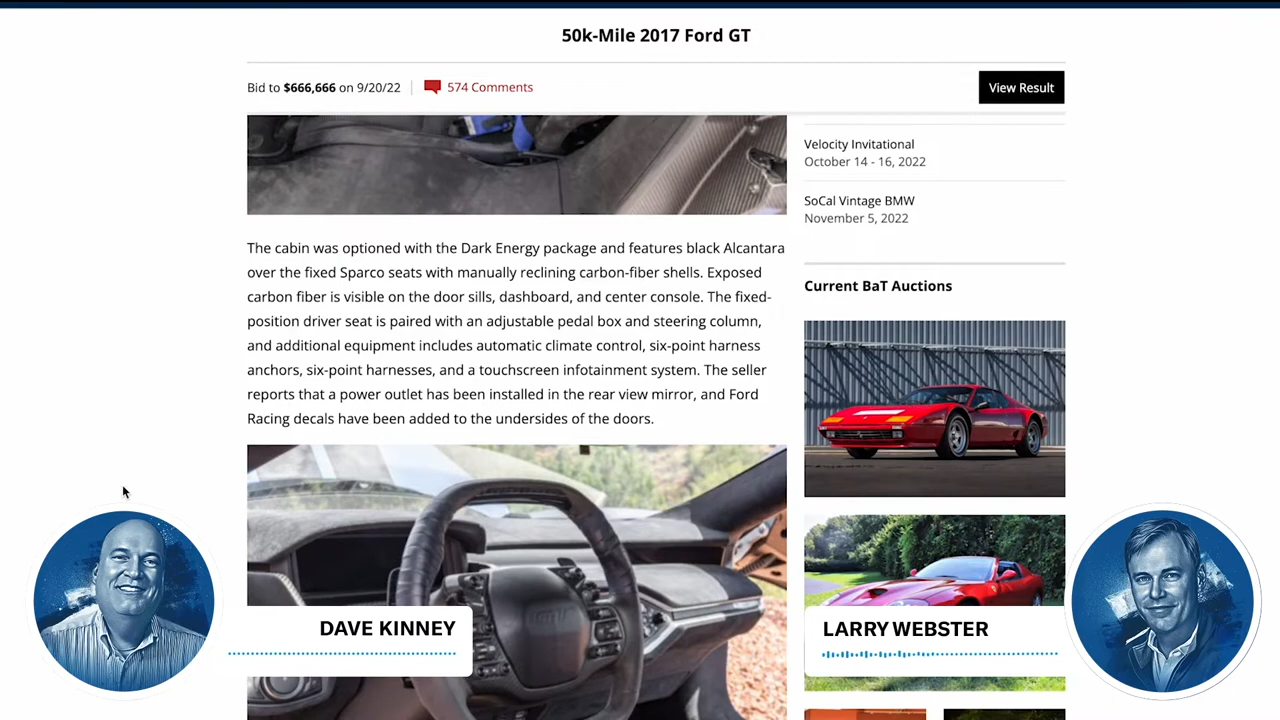 50k-Mile 2017 Ford GT
Bid to $666,666 on 9/20/22
574 Comments
View Result
The cabin was optioned with the Dark Energy package and features black Alcantara
over the fixed Sparco seats with manually reclining carbon-fiber shells. Exposed
carbon fiber is visible on the door sills, dashboard, and center console. The fixed-
position driver seat is paired with an adjustable pedal box and steering column,
and additional equipment includes automatic climate control, six-point harness
anchors, six-point harnesses, and a touchscreen infotainment system. The seller
reports that a power outlet has been installed in the rear view mirror, and Ford
Racing decals have been added to the undersides of the doors.
Velocity Invitational
October 14 - 16, 2022
SoCal Vintage BMW
November 5, 2022
Current BaT Auctions
DAVE KINNEY
LARRY WEBSTER